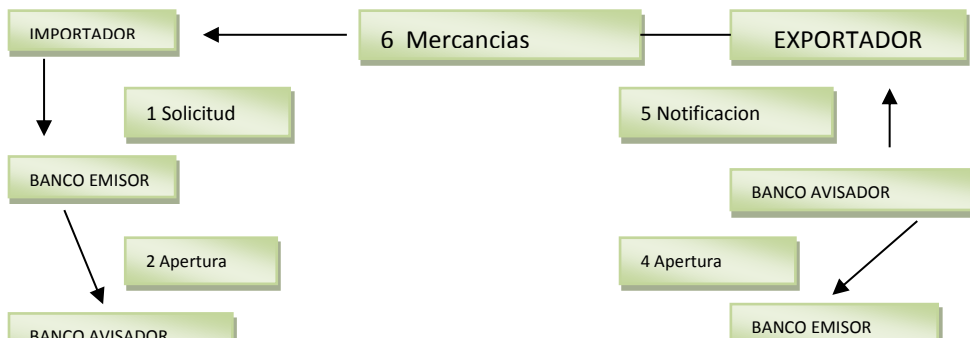 IMPORTADOR
6 Mercancias
EXPORTADOR
1 Solicitud
5 Notificacion
BANCO EMISOR
BANCO AVISADOR
2 Apertura
4 Apertura
BANCO AVISADOR
BANCO EMISOR